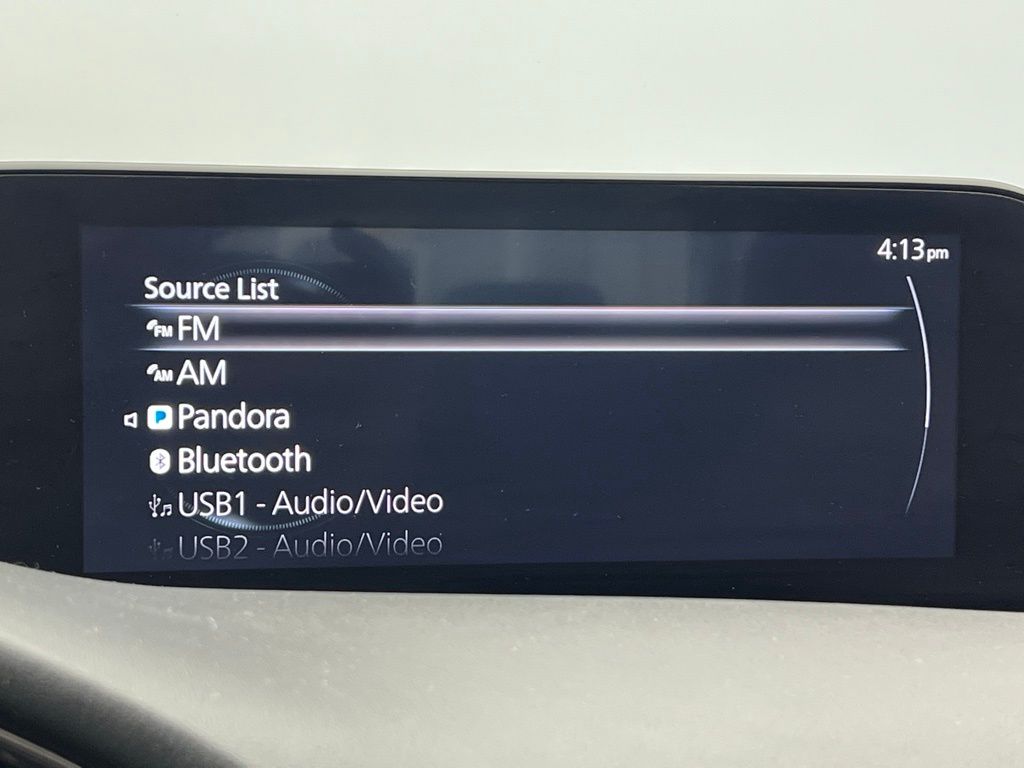 4:13pm
Source List
FM FM
AM AM
P Pandora
Bluetooth
USB1 - Audio/Video
USB2 - Audio/Video